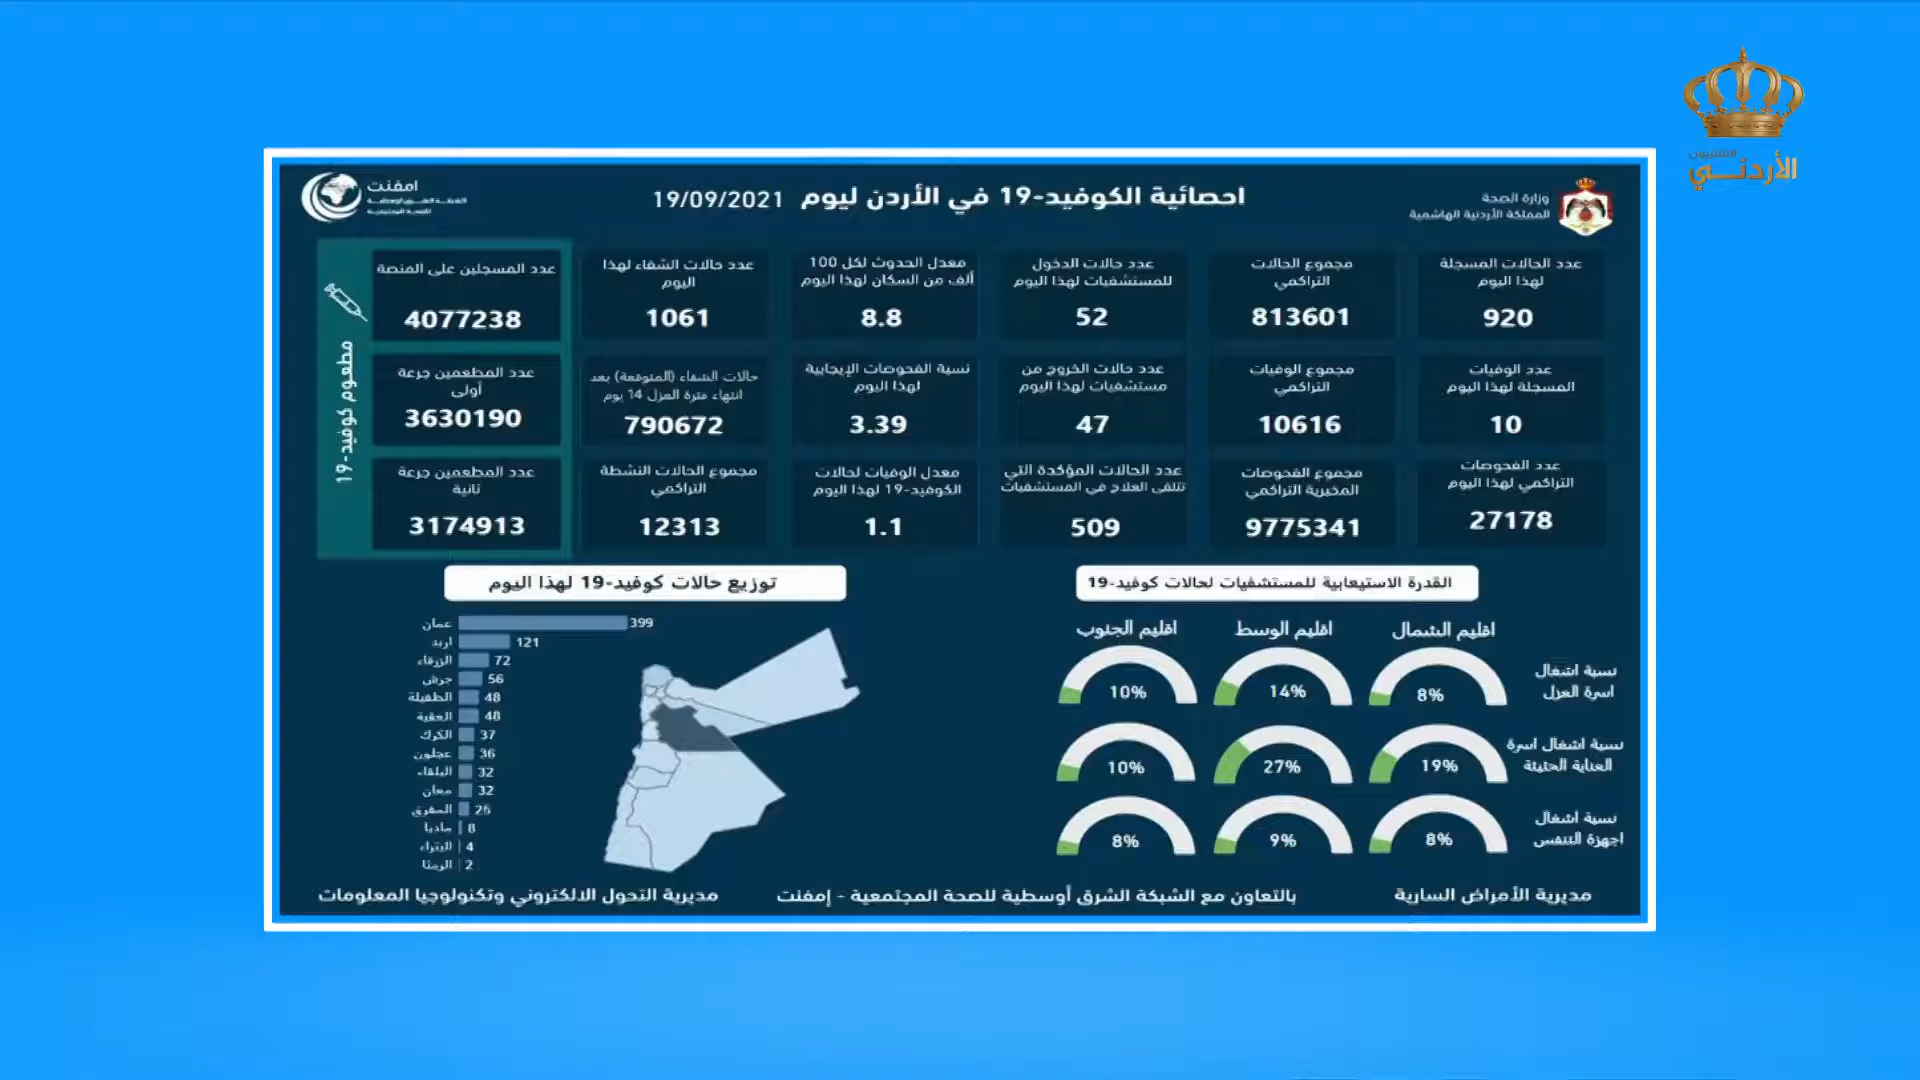 الأردني
وزارة الصحة
المملكة الأردنية الهاشمية
احصائية الكوفيد-19 في الأردن ليوم 19/09/2021
امفنت
عدد الحالات المسجلة
لهذا اليوم
920
مجموع الحالات
التراكمي
813601
عدد حالات الدخول
للمستشفيات لهذا اليوم
52
معدل الحدوث لكل 100
ألف من السكان لهذا اليوم
8.8
عدد حالات الشفاء لهذا
اليوم
1061
عدد المسجلين على المنصة
4077238
عدد الوفيات
المسجلة لهذا اليوم
10
مجموع الوفيات
التراكمي
10616
عدد حالات الخروج من
مستشفيات لهذا اليوم
47
نسبة الفحوصات الإيجابية
لهذا اليوم
3.39
حالات الشفاء (المتوقعة) بعد
انتهاء فترة العزل 14 يوم
790672
عدد المطعمين جرعة
أولى
3630190
عدد الفحوصات
التراكمي لهذا اليوم
27178
مجموع الفحوصات
المخبرية التراكمي
9775341
عدد الحالات المؤكدة التي
تتلقى العلاج في المستشفيات
509
معدل الوفيات لحالات
الكوفيد-19 لهذا اليوم
1.1
مجموع الحالات النشطة
التراكمي
12313
عدد المطعمين جرعة
ثانية
3174913
مطعوم كوفيد-19
القدرة الاستيعابية للمستشفيات لحالات كوفيد-19
اقليم الشمال اقليم الوسط اقليم الجنوب
نسبة اشغال
اسرة العزل
8% 14% 10%
نسبة اشغال اسرة
العناية الحثيثة
19% 27% 10%
نسبة اشغال
اجهزة التنفس
8% 9% 8%
توزيع حالات كوفيد-19 لهذا اليوم
عمان 399
اربد 121
الزرقاء 72
جرش 56
الطفيلة 48
العقبة 48
الكرك 37
عجلون 36
البلقاء 32
معان 32
المفرق 25
مادبا 8
البتراء 4
الرمثا 2
مديرية الأمراض السارية
بالتعاون مع الشبكة الشرق أوسطية للصحة المجتمعية - إمفنت
مديرية التحول الالكتروني وتكنولوجيا المعلومات